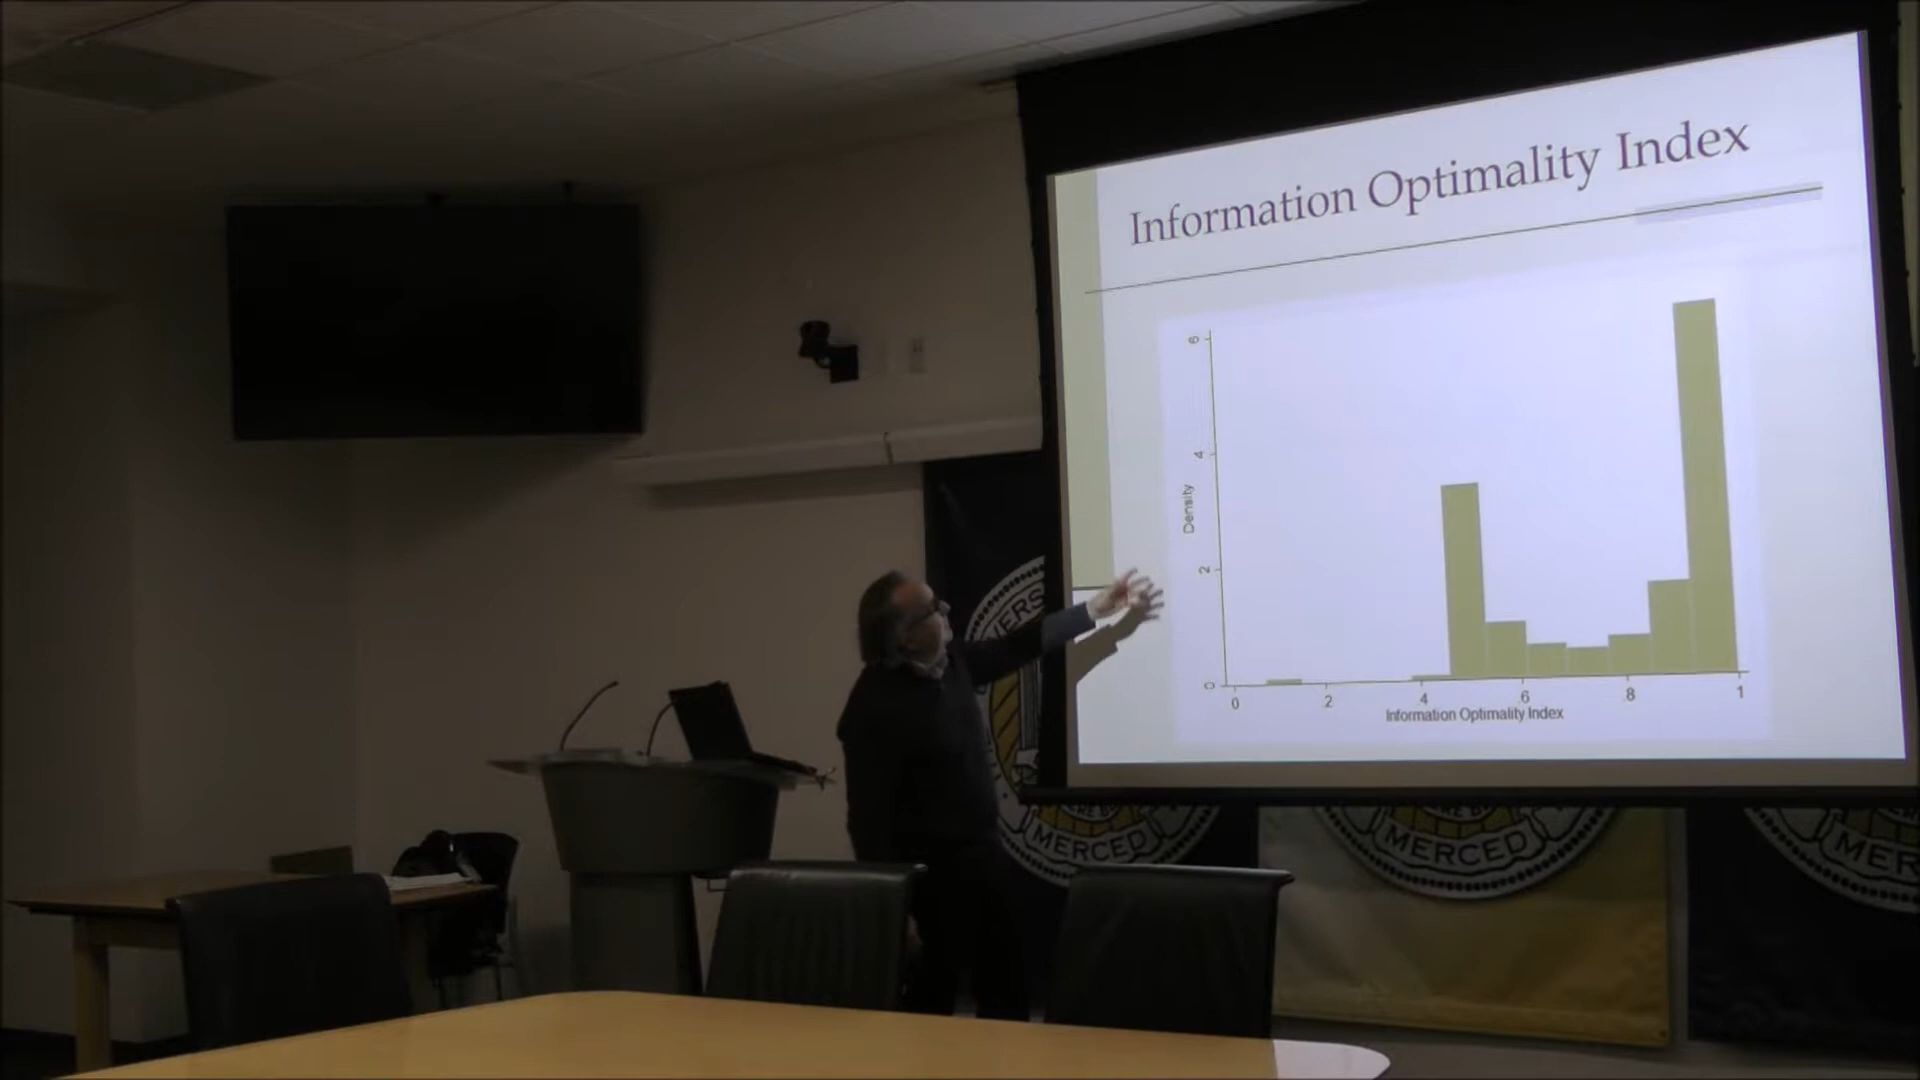 Information Optimality Index
6
4
2
0
Density
0
.2
.4
.6
.8
1
Information Optimality Index
VERS
MERCED
MERCED
MER